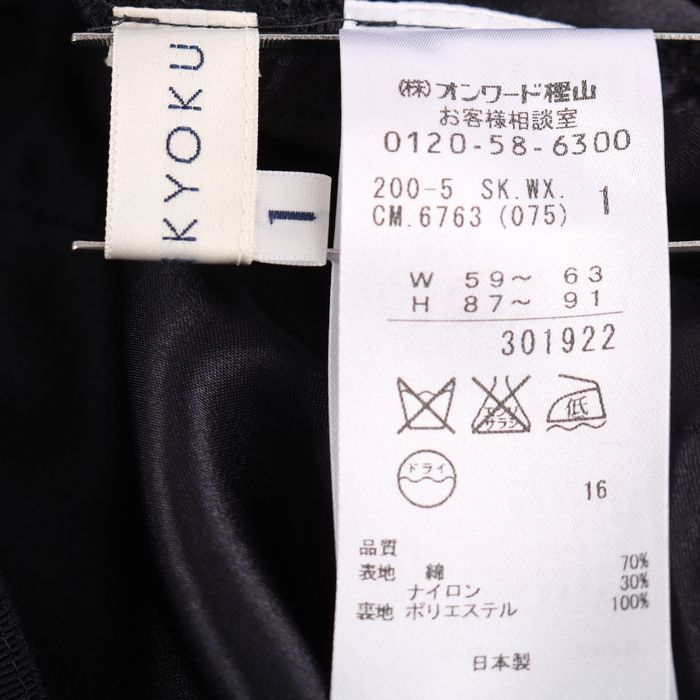 KYOKU
1
(株)オンワード樫山
お客様相談室
0120-58-6300
200-5 SK.WX. 1
CM.6763 (075)
W 59～ 63
H 87～ 91
301922
エンソ
サラシ
低
ドライ
16
品質
表地 綿 70%
ナイロン 30%
裏地 ポリエステル 100%
日本製